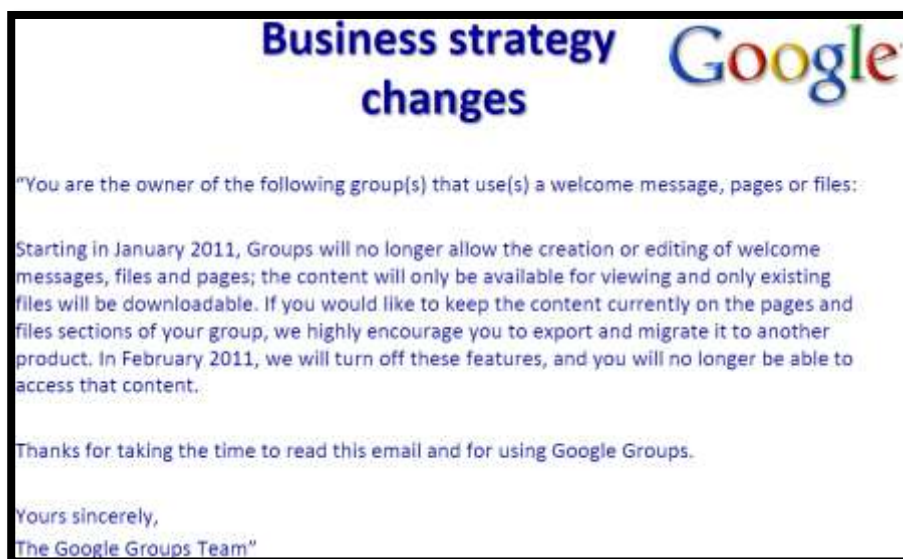 Business strategy
changes
Google
"You are the owner of the following group(s) that use(s) a welcome message, pages or files:
Starting in January 2011, Groups will no longer allow the creation or editing of welcome
messages, files and pages; the content will only be available for viewing and only existing
files will be downloadable. If you would like to keep the content currently on the pages and
files sections of your group, we highly encourage you to export and migrate it to another
product. In February 2011, we will turn off these features, and you will no longer be able to
access that content.
Thanks for taking the time to read this email and for using Google Groups.
Yours sincerely,
The Google Groups Team"